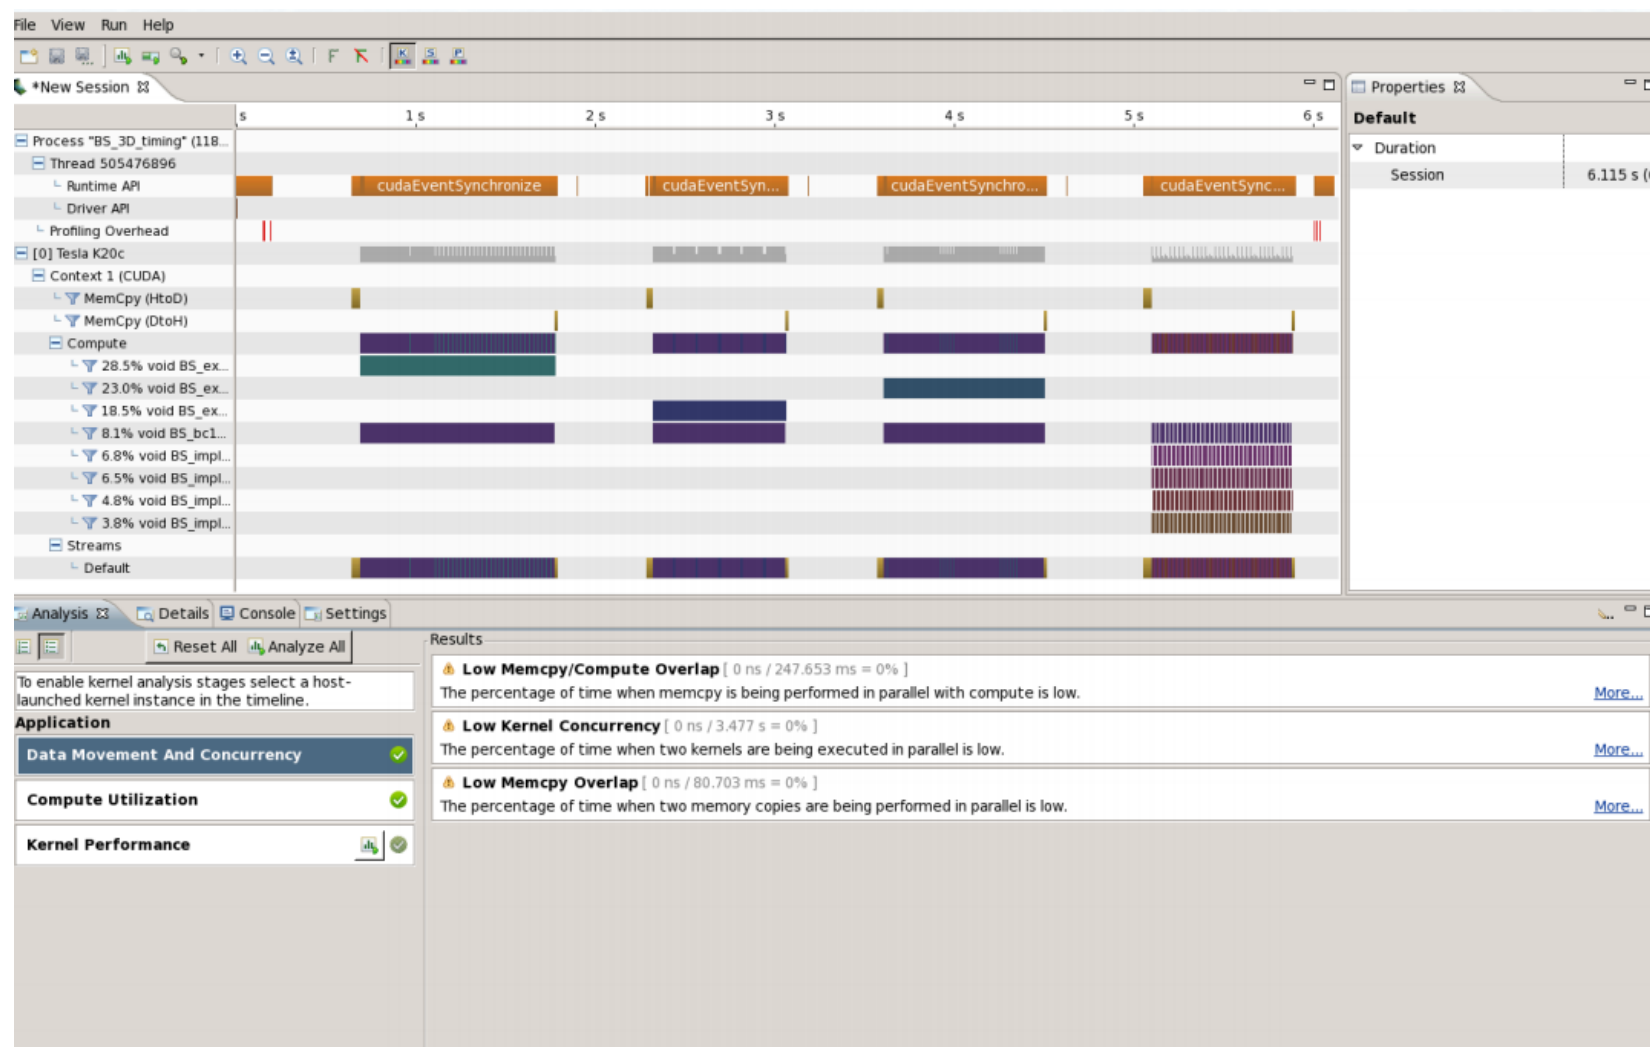 File View Run Help
F K S P
*New Session
s 1 s 2 s 3 s 4 s 5 s 6 s
Process "BS_3D_timing" (118...
Thread 505476896
Runtime API cudaEventSynchronize cudaEventSyn... cudaEventSynchro... cudaEventSync...
Driver API
Profiling Overhead
[0] Tesla K20c
Context 1 (CUDA)
MemCpy (HtoD)
MemCpy (DtoH)
Compute
28.5% void BS_ex...
23.0% void BS_ex...
18.5% void BS_ex...
8.1% void BS_bc1...
6.8% void BS_impl...
6.5% void BS_impl...
4.8% void BS_impl...
3.8% void BS_impl...
Streams
Default
Properties
Default
Duration
Session 6.115 s (
Analysis Details Console Settings
Reset All Analyze All
To enable kernel analysis stages select a host-
launched kernel instance in the timeline.
Application
Data Movement And Concurrency
Compute Utilization
Kernel Performance
Results
Low Memcpy/Compute Overlap [ 0 ns / 247.653 ms = 0% ]
The percentage of time when memcpy is being performed in parallel with compute is low.
More...
Low Kernel Concurrency [ 0 ns / 3.477 s = 0% ]
The percentage of time when two kernels are being executed in parallel is low.
More...
Low Memcpy Overlap [ 0 ns / 80.703 ms = 0% ]
The percentage of time when two memory copies are being performed in parallel is low.
More...